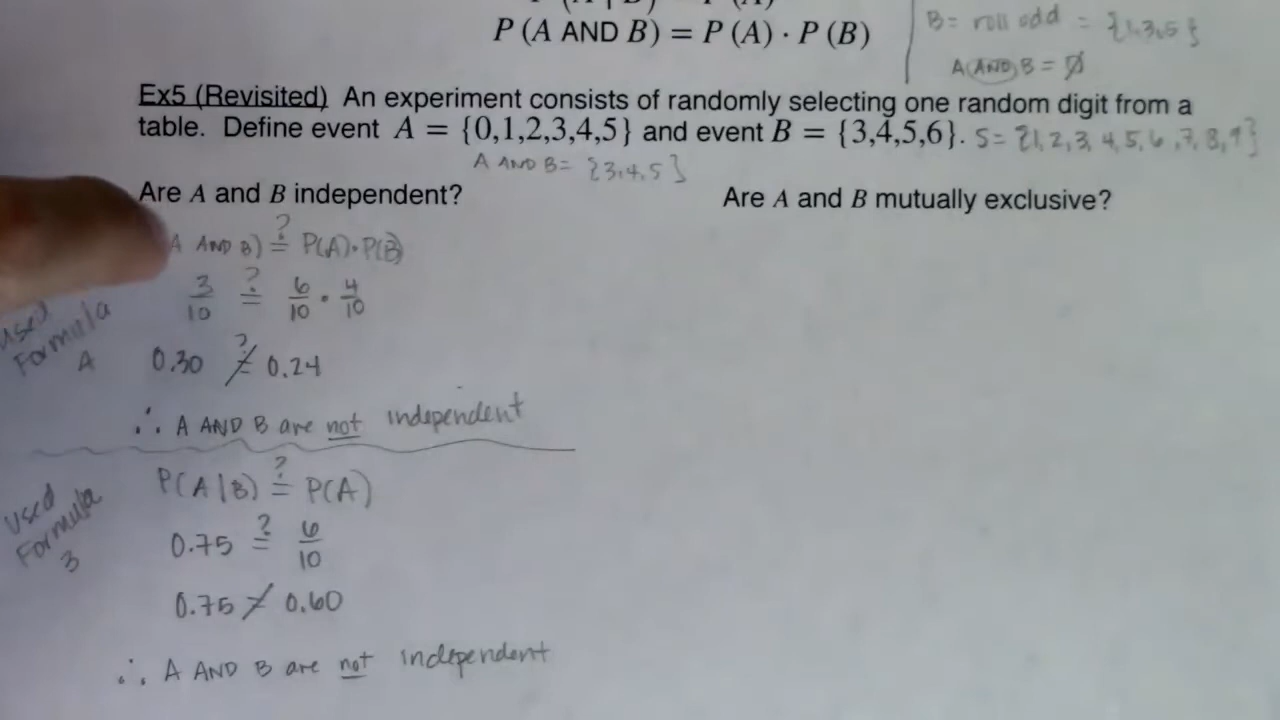 P (A AND B) = P (A) · P (B)
B = roll odd = {1,3,5}
A AND B = ∅
Ex5 (Revisited) An experiment consists of randomly selecting one random digit from a
table. Define event A = {0,1,2,3,4,5} and event B = {3,4,5,6}. S = {1, 2, 3, 4, 5, 6, 7, 8, 9}
A AND B = {3,4,5}
Are A and B independent?
Are A and B mutually exclusive?
A AND B) ?= P(A)·P(B)
3/10 ?= 6/10 · 4/10
Used
Formula
A
0.30 ?≠ 0.24
∴ A AND B are not independent
P(A|B) ?= P(A)
Used
Formula
3
0.75 ?= 6/10
0.75 ≠ 0.60
∴ A AND B are not independent